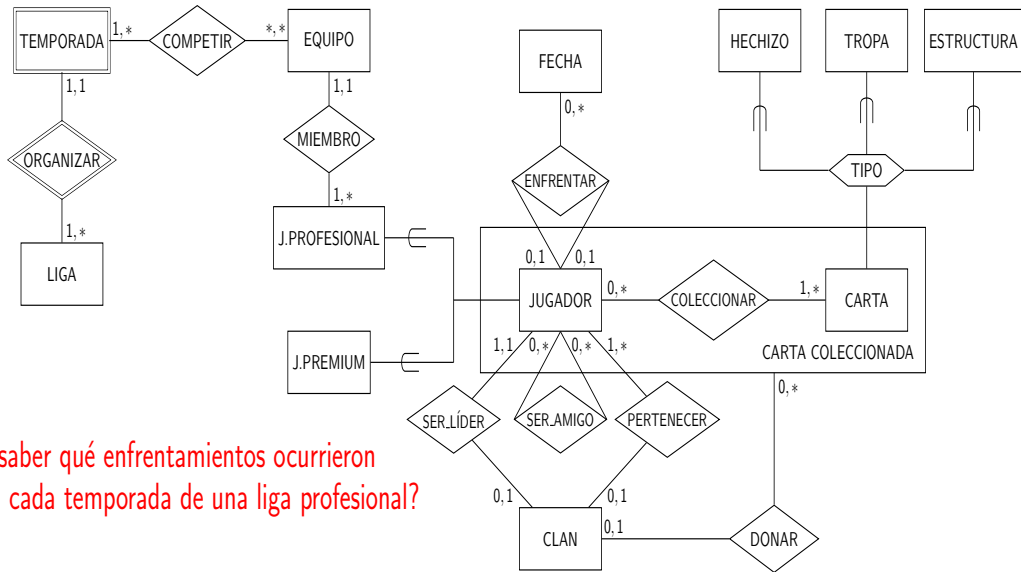 TEMPORADA
1,*
COMPETIR
*,*
EQUIPO
HECHIZO
TROPA
ESTRUCTURA
FECHA
1,1
1,1
0,*
MIEMBRO
ORGANIZAR
TIPO
ENFRENTAR
1,*
J.PROFESIONAL
1,*
LIGA
0,1
0,1
JUGADOR
0,*
COLECCIONAR
1,*
CARTA
CARTA COLECCIONADA
J.PREMIUM
1,1
0,*
0,*
1,*
0,*
SER_LÍDER
SER_AMIGO
PERTENECER
saber qué enfrentamientos ocurrieron
cada temporada de una liga profesional?
0,1
0,1
CLAN
0,1
DONAR